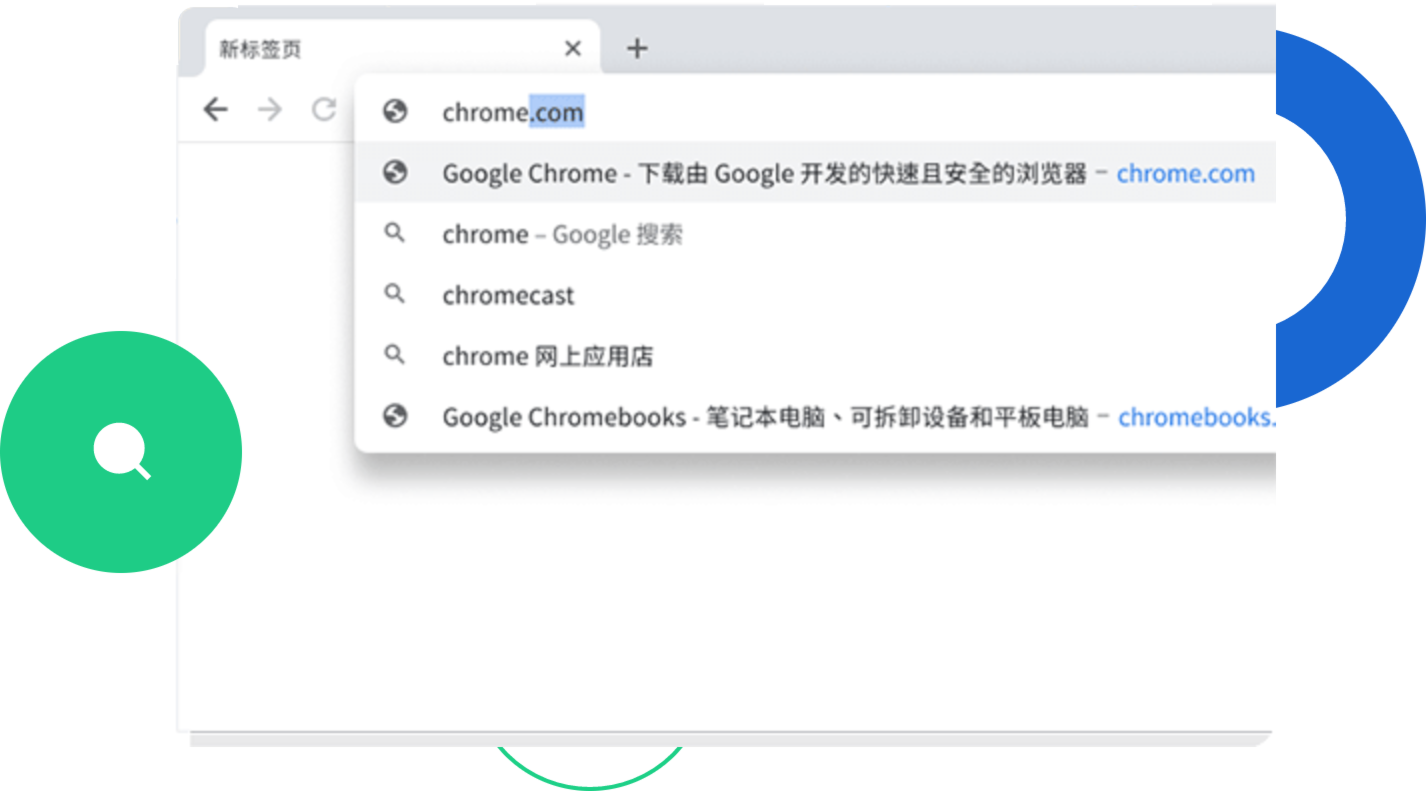 新标签页
chrome.com
Google Chrome - 下载由 Google 开发的快速且安全的浏览器 – chrome.com
chrome – Google 搜索
chromecast
chrome 网上应用店
Google Chromebooks - 笔记本电脑、可拆卸设备和平板电脑 – chromebooks.